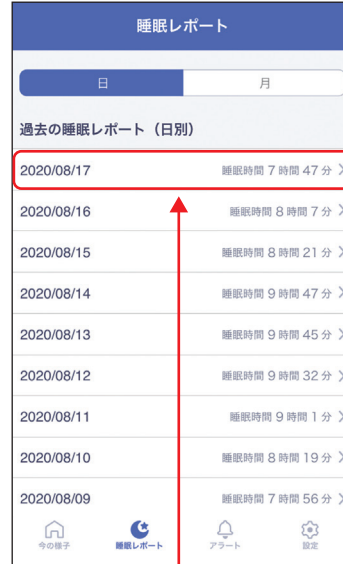 睡眠レポート
日 月
過去の睡眠レポート（日別）
2020/08/17 睡眠時間 7 時間 47 分
2020/08/16 睡眠時間 8 時間 7 分
2020/08/15 睡眠時間 8 時間 21 分
2020/08/14 睡眠時間 9 時間 47 分
2020/08/13 睡眠時間 9 時間 45 分
2020/08/12 睡眠時間 9 時間 32 分
2020/08/11 睡眠時間 9 時間 1 分
2020/08/10 睡眠時間 8 時間 19 分
2020/08/09 睡眠時間 7 時間 56 分
今の様子 睡眠レポート アラート 設定